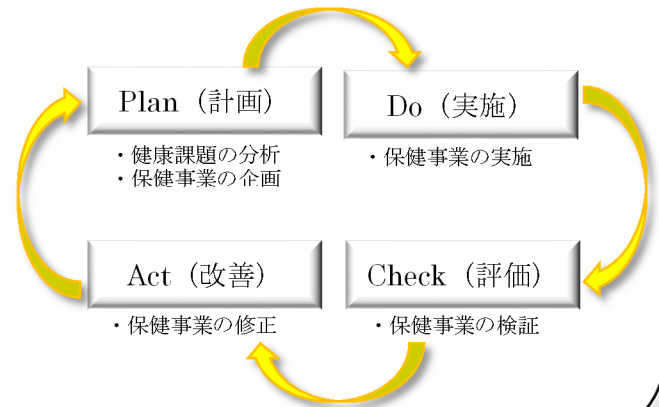 Plan（計画）
・健康課題の分析
・保健事業の企画
Do（実施）
・保健事業の実施
Act（改善）
・保健事業の修正
Check（評価）
・保健事業の検証